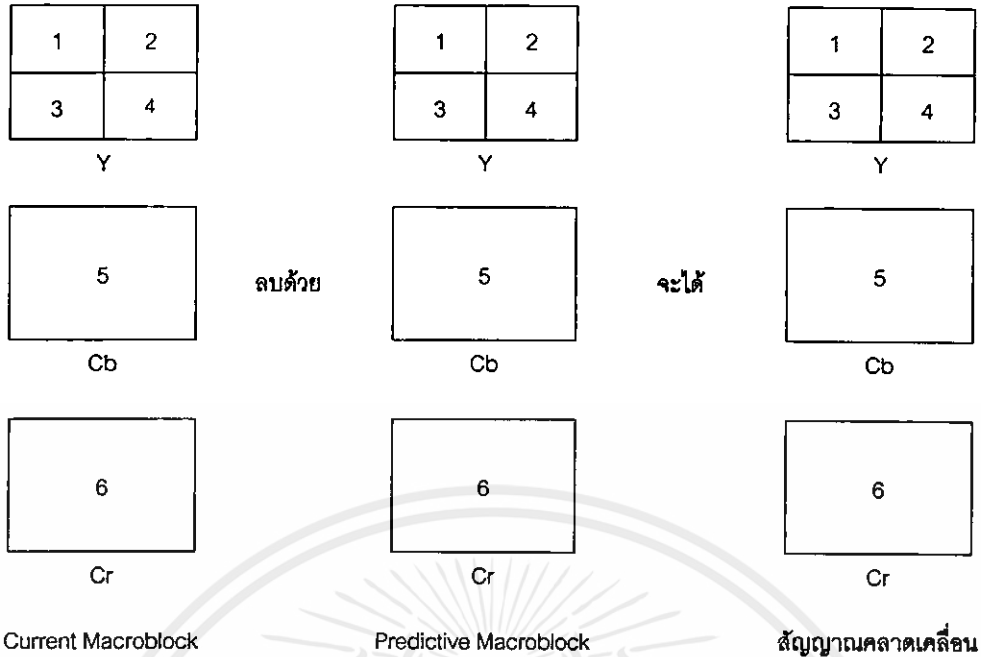 1 2 1 2 1 2
3 4 3 4 3 4
Y Y Y
5 ลบด้วย 5 จะได้ 5
Cb Cb Cb
6 6 6
Cr Cr Cr
Current Macroblock Predictive Macroblock สัญญาณคลาดเคลื่อน